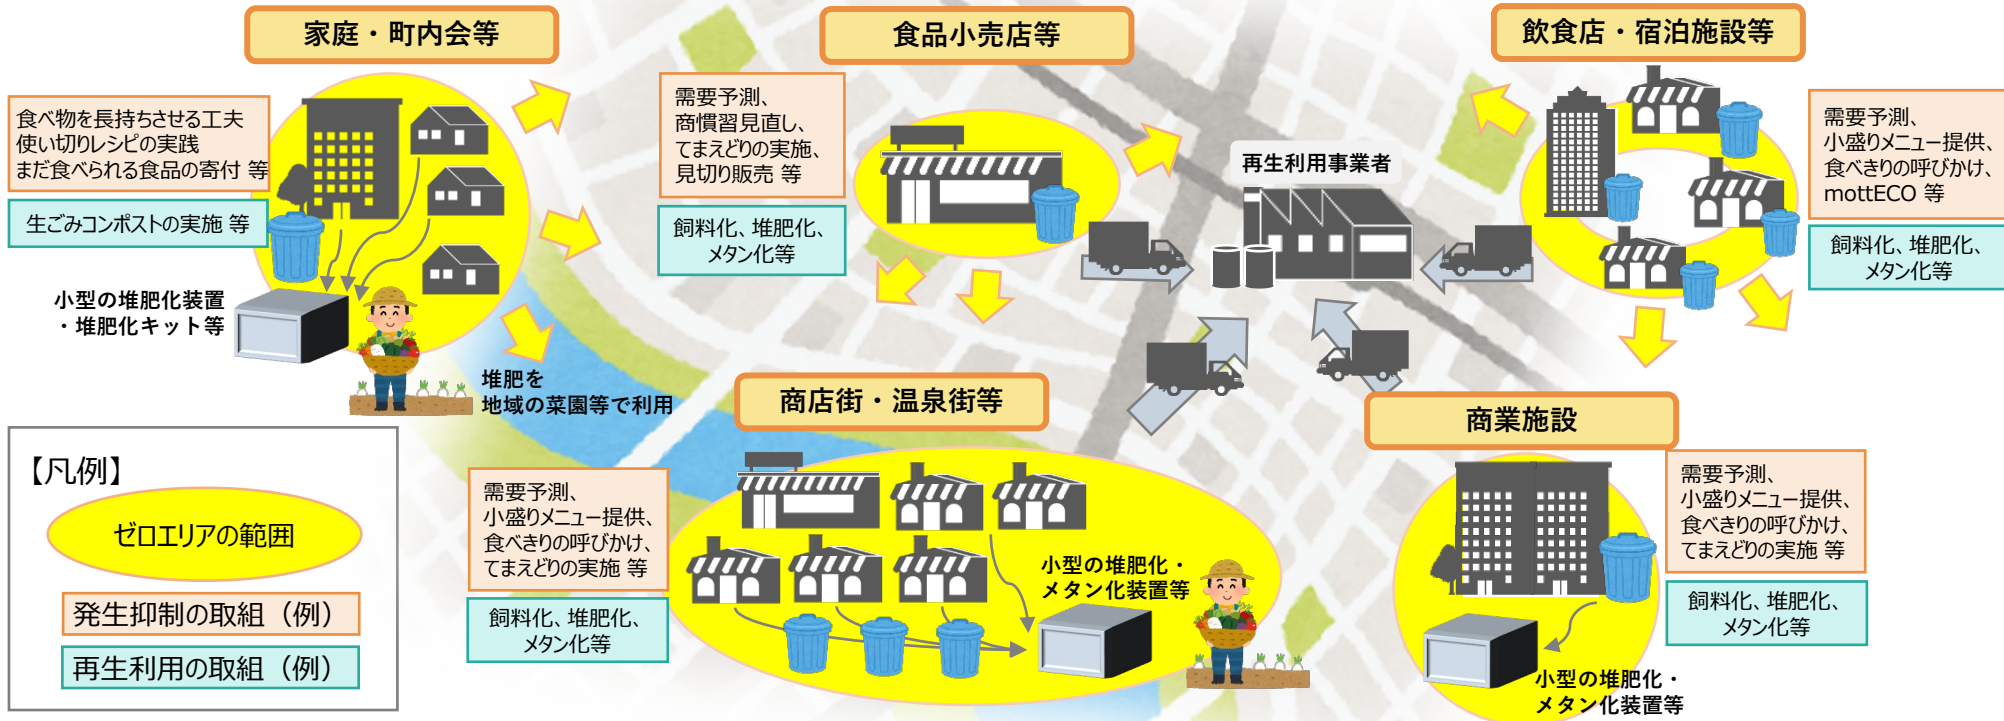 家庭・町内会等
食べ物を長持ちさせる工夫
使い切りレシピの実践
まだ食べられる食品の寄付 等
生ごみコンポストの実施 等
小型の堆肥化装置
・堆肥化キット等
堆肥を
地域の菜園等で利用
食品小売店等
需要予測、
商慣習見直し、
てまえどりの実施、
見切り販売 等
飼料化、堆肥化、
メタン化等
再生利用事業者
飲食店・宿泊施設等
需要予測、
小盛りメニュー提供、
食べきりの呼びかけ、
mottECO 等
飼料化、堆肥化、
メタン化等
商店街・温泉街等
需要予測、
小盛りメニュー提供、
食べきりの呼びかけ、
てまえどりの実施 等
飼料化、堆肥化、
メタン化等
小型の堆肥化・
メタン化装置等
商業施設
需要予測、
小盛りメニュー提供、
食べきりの呼びかけ、
てまえどりの実施 等
飼料化、堆肥化、
メタン化等
小型の堆肥化・
メタン化装置等
【凡例】
ゼロエリアの範囲
発生抑制の取組（例）
再生利用の取組（例）